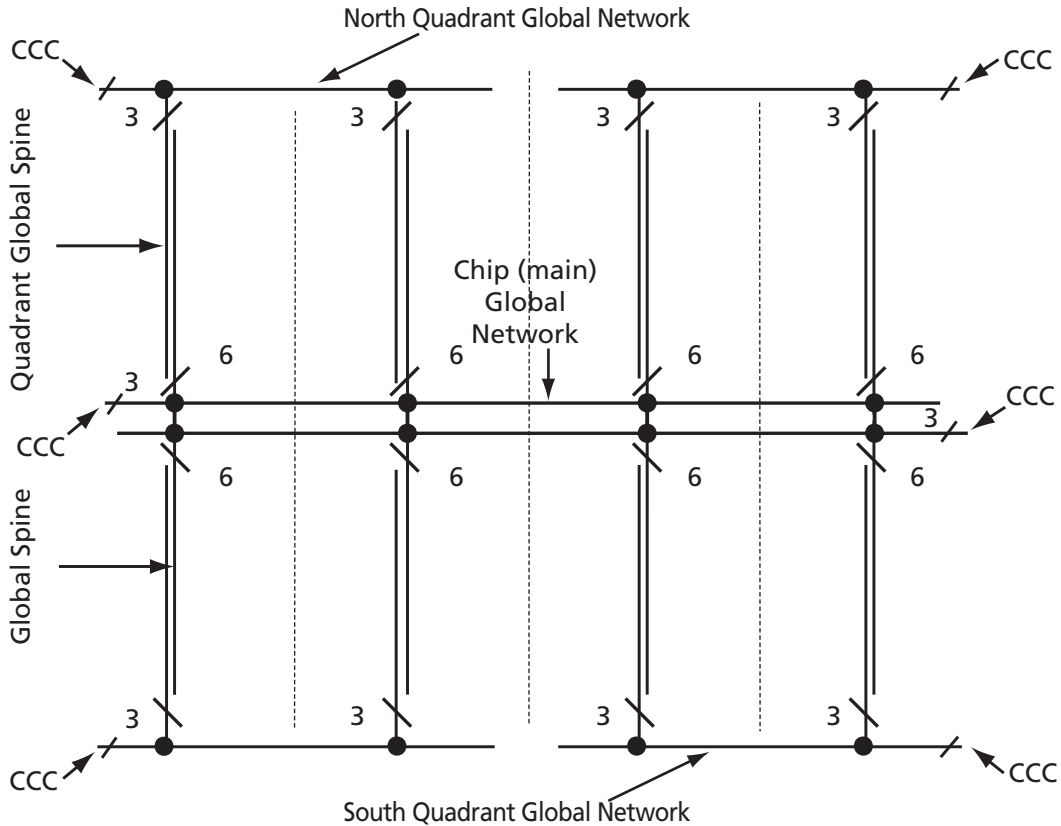 North Quadrant Global Network
CCC
CCC
3
3
3
3
Quadrant Global Spine
Chip (main)
Global
Network
6
6
6
6
3
CCC
3
CCC
6
6
6
6
Global Spine
3
3
3
3
CCC
CCC
South Quadrant Global Network